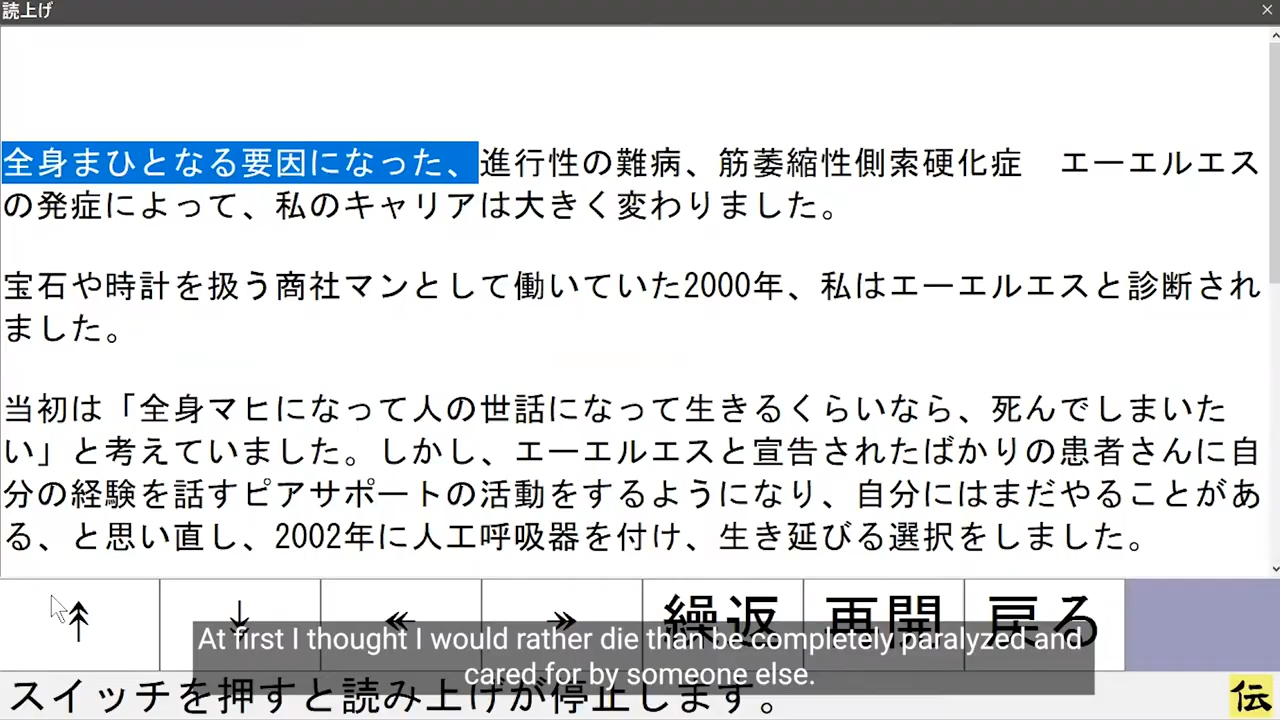 読上げ
全身まひとなる要因になった、進行性の難病、筋萎縮性側索硬化症　エーエルエス
の発症によって、私のキャリアは大きく変わりました。
宝石や時計を扱う商社マンとして働いていた2000年、私はエーエルエスと診断され
ました。
当初は「全身マヒになって人の世話になって生きるくらいなら、死んでしまいた
い」と考えていました。しかし、エーエルエスと宣告されたばかりの患者さんに自
分の経験を話すピアサポートの活動をするようになり、自分にはまだやることがあ
る、と思い直し、2002年に人工呼吸器を付け、生き延びる選択をしました。
繰返 再開 戻る
At first I thought I would rather die than be completely paralyzed and
cared for by someone else.
スイッチを押すと読み上げが停止します。
伝